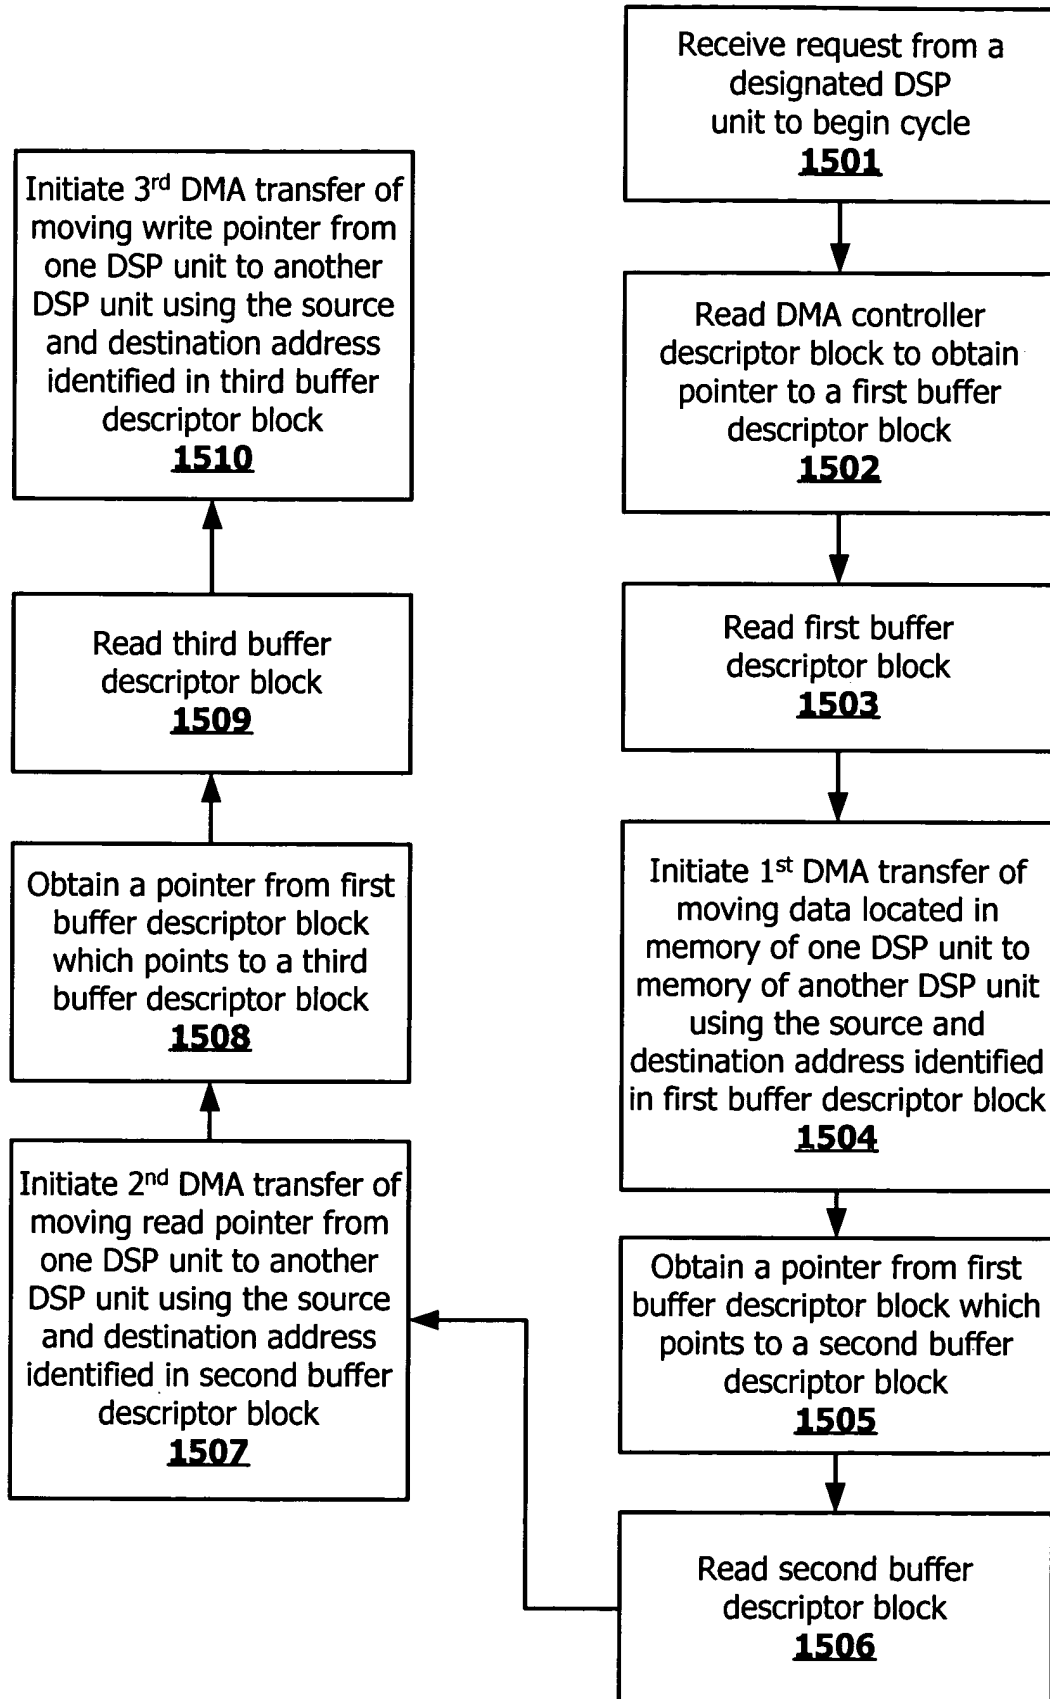 Receive request from a
designated DSP
unit to begin cycle
1501
Read DMA controller
descriptor block to obtain
pointer to a first buffer
descriptor block
1502
Read first buffer
descriptor block
1503
Initiate 1st DMA transfer of
moving data located in
memory of one DSP unit to
memory of another DSP unit
using the source and
destination address identified
in first buffer descriptor block
1504
Obtain a pointer from first
buffer descriptor block which
points to a second buffer
descriptor block
1505
Read second buffer
descriptor block
1506
Initiate 2nd DMA transfer of
moving read pointer from
one DSP unit to another
DSP unit using the source
and destination address
identified in second buffer
descriptor block
1507
Obtain a pointer from first
buffer descriptor block
which points to a third
buffer descriptor block
1508
Read third buffer
descriptor block
1509
Initiate 3rd DMA transfer of
moving write pointer from
one DSP unit to another
DSP unit using the source
and destination address
identified in third buffer
descriptor block
1510